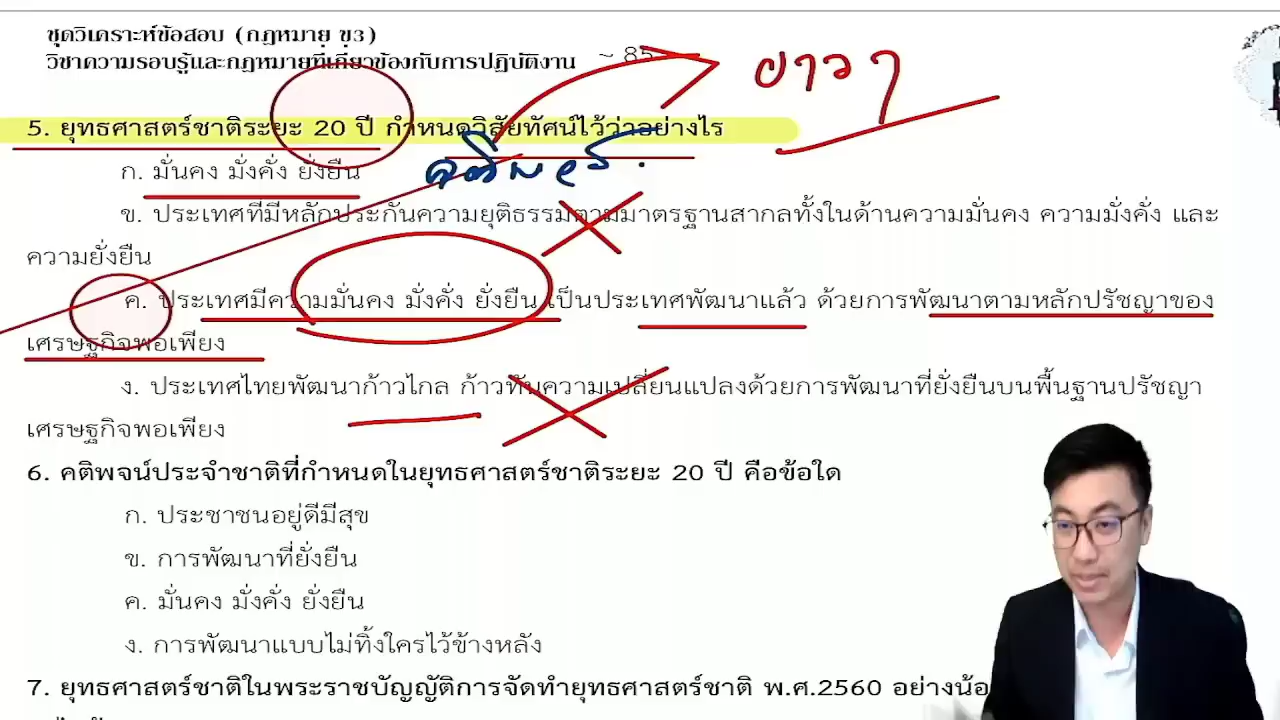 ชุดวิเคราะห์ข้อสอบ (กฎหมาย ข3)
วิชาความรอบรู้และกฎหมายที่เกี่ยวข้องกับการปฏิบัติงาน ~ 85
ยาวๆ
5. ยุทธศาสตร์ชาติระยะ 20 ปี กำหนดวิสัยทัศน์ไว้ว่าอย่างไร
ก. มั่นคง มั่งคั่ง ยั่งยืน
ข. ประเทศที่มีหลักประกันความยุติธรรมตามมาตรฐานสากลทั้งในด้านความมั่นคง ความมั่งคั่ง และ
ความยั่งยืน
ค. ประเทศมีความมั่นคง มั่งคั่ง ยั่งยืน เป็นประเทศพัฒนาแล้ว ด้วยการพัฒนาตามหลักปรัชญาของ
เศรษฐกิจพอเพียง
ง. ประเทศไทยพัฒนาก้าวไกล ก้าวทันความเปลี่ยนแปลงด้วยการพัฒนาที่ยั่งยืนบนพื้นฐานปรัชญา
เศรษฐกิจพอเพียง
6. คติพจน์ประจำชาติที่กำหนดในยุทธศาสตร์ชาติระยะ 20 ปี คือข้อใด
ก. ประชาชนอยู่ดีมีสุข
ข. การพัฒนาที่ยั่งยืน
ค. มั่นคง มั่งคั่ง ยั่งยืน
ง. การพัฒนาแบบไม่ทิ้งใครไว้ข้างหลัง
7. ยุทธศาสตร์ชาติในพระราชบัญญัติการจัดทำยุทธศาสตร์ชาติ พ.ศ.2560 อย่างน้อ